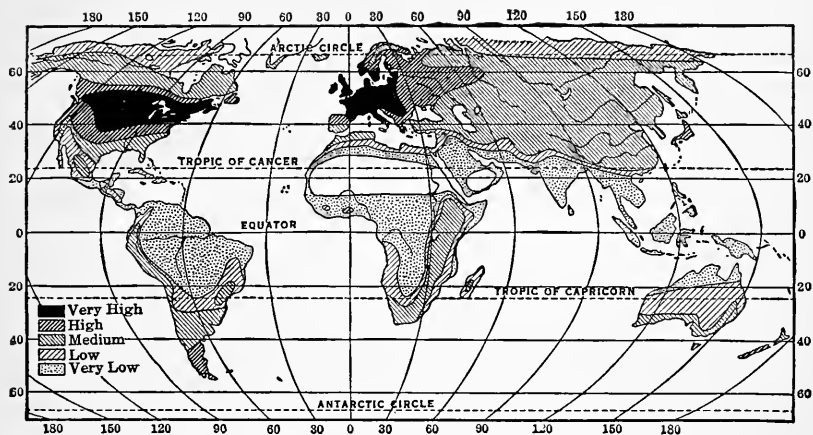 180 150 120 90 60 30 0 30 60 90 120 150 180
ARCTIC CIRCLE
60 60
40 40
TROPIC OF CANCER
20 20
EQUATOR
0 0
20 20
TROPIC OF CAPRICORN
Very High
High
Medium
Low
Very Low
40 40
60 60
ANTARCTIC CIRCLE
180 150 120 90 60 30 0 30 60 90 120 150 180